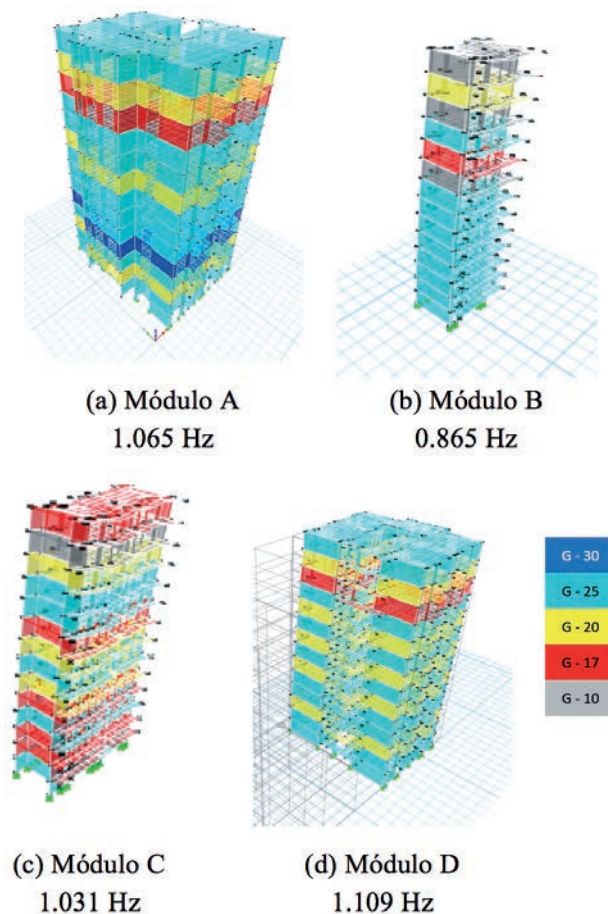 (a) Módulo A
1.065 Hz
(b) Módulo B
0.865 Hz
(c) Módulo C
1.031 Hz
(d) Módulo D
1.109 Hz
G - 30
G - 25
G - 20
G - 17
G - 10